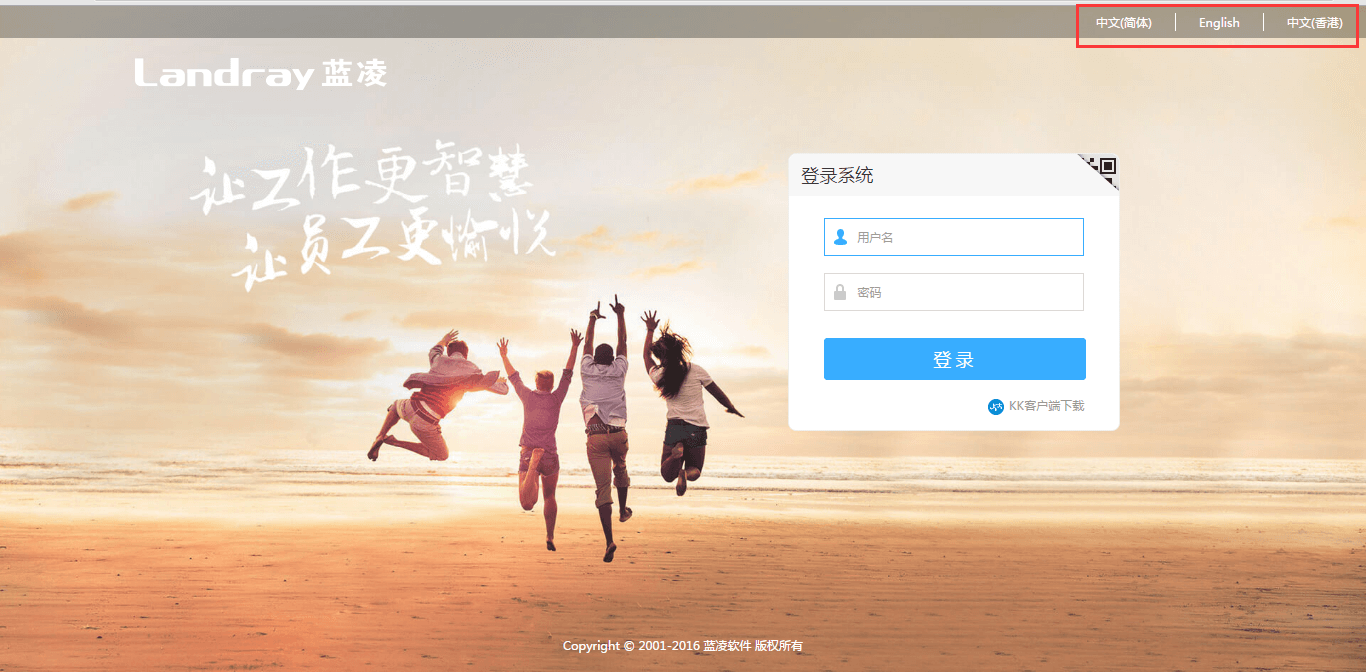 中文(简体) English 中文(香港)
Landray 蓝凌
让工作更智慧
让员工更愉悦
登录系统
用户名
密码
登录
KK客户端下载
Copyright © 2001-2016 蓝凌软件 版权所有